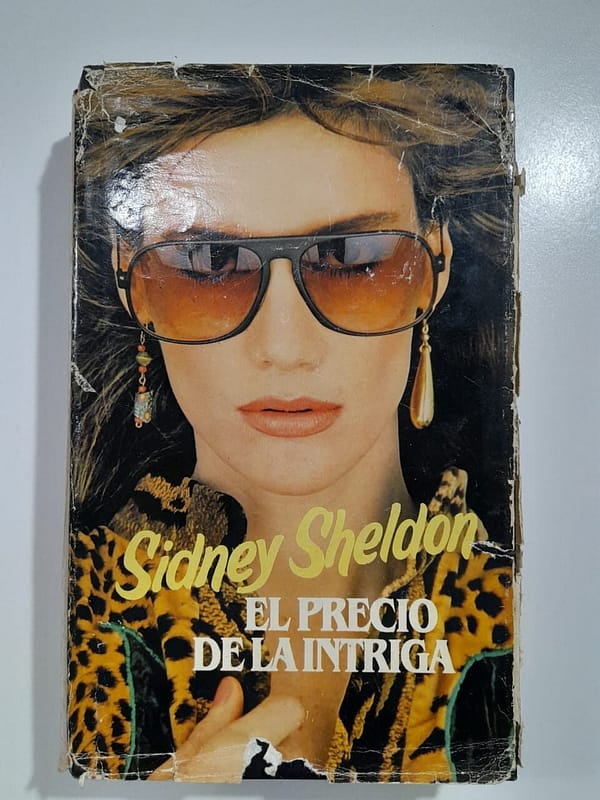 Sidney Sheldon
EL PRECIO
DE LA INTRIGA